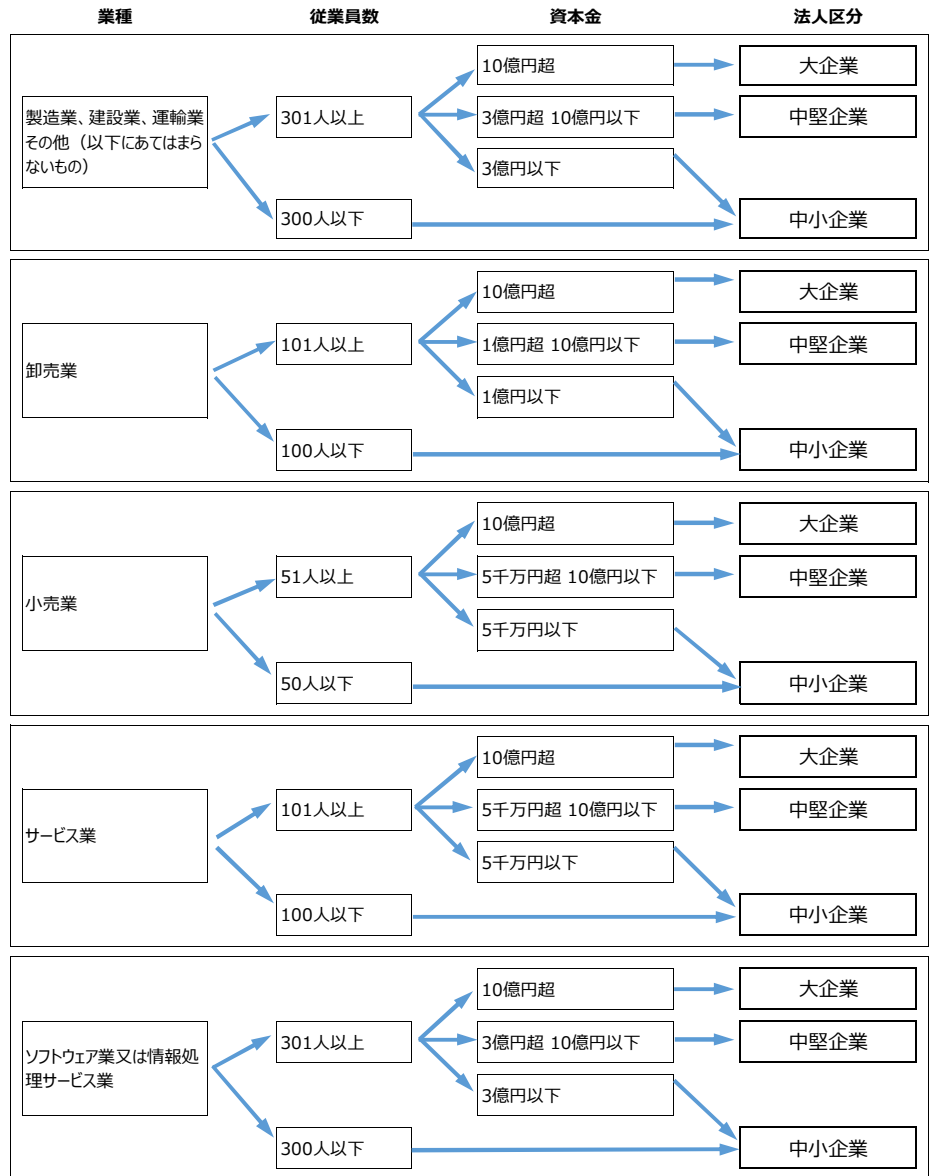 業種 従業員数 資本金 法人区分
10億円超 大企業
製造業、建設業、運輸業
その他（以下にあてはまら
ないもの）
301人以上 3億円超 10億円以下 中堅企業
3億円以下
300人以下 中小企業
10億円超 大企業
卸売業
101人以上 1億円超 10億円以下 中堅企業
1億円以下
100人以下 中小企業
10億円超 大企業
小売業
51人以上 5千万円超 10億円以下 中堅企業
5千万円以下
50人以下 中小企業
10億円超 大企業
サービス業
101人以上 5千万円超 10億円以下 中堅企業
5千万円以下
100人以下 中小企業
10億円超 大企業
ソフトウェア業又は情報処
理サービス業
301人以上 3億円超 10億円以下 中堅企業
3億円以下
300人以下 中小企業